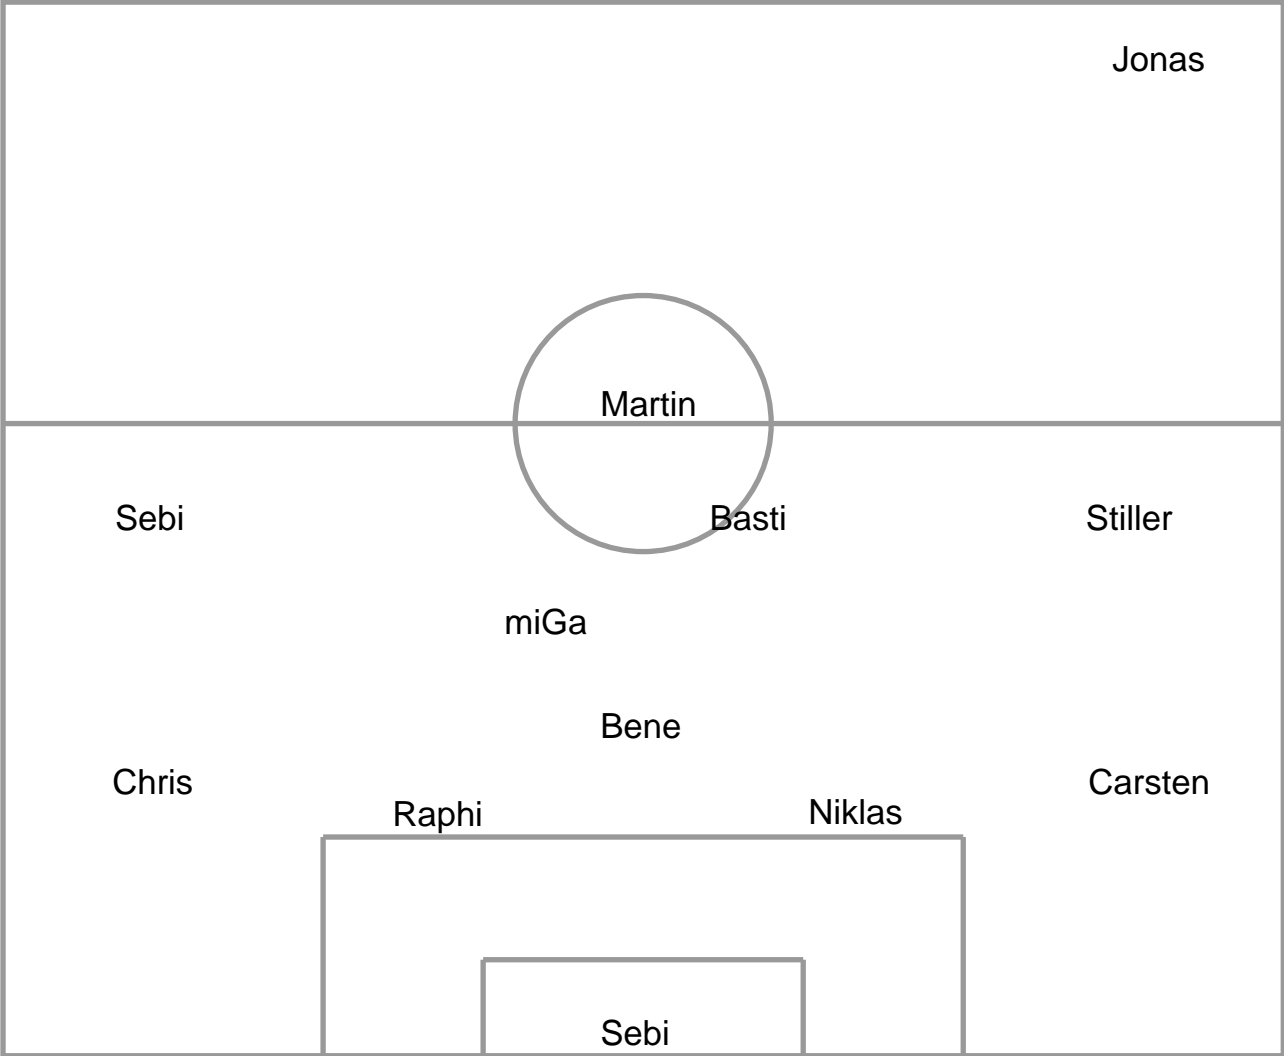 Jonas
Martin
Sebi
Basti
Stiller
miGa
Bene
Chris
Carsten
Raphi
Niklas
Sebi